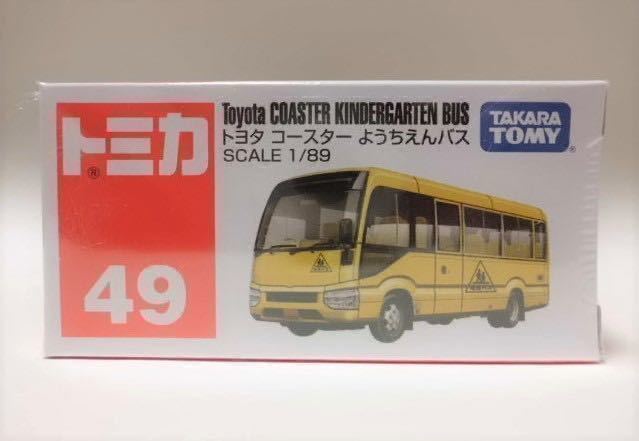 トミカ®
49
Toyota COASTER KINDERGARTEN BUS
トヨタ コースター ようちえんバス
SCALE 1/89
TAKARA
TOMY®